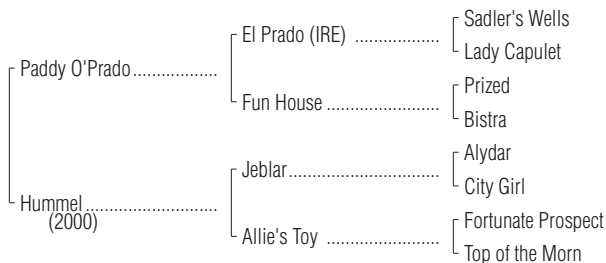 Sadler's Wells
El Prado (IRE) ..................
Lady Capulet
Paddy O'Prado ..................
Prized
Fun House ........................
Bistra
Alydar
Jeblar................................
City Girl
Hummel ............................
(2000)
Fortunate Prospect
Allie's Toy ........................
Top of the Morn